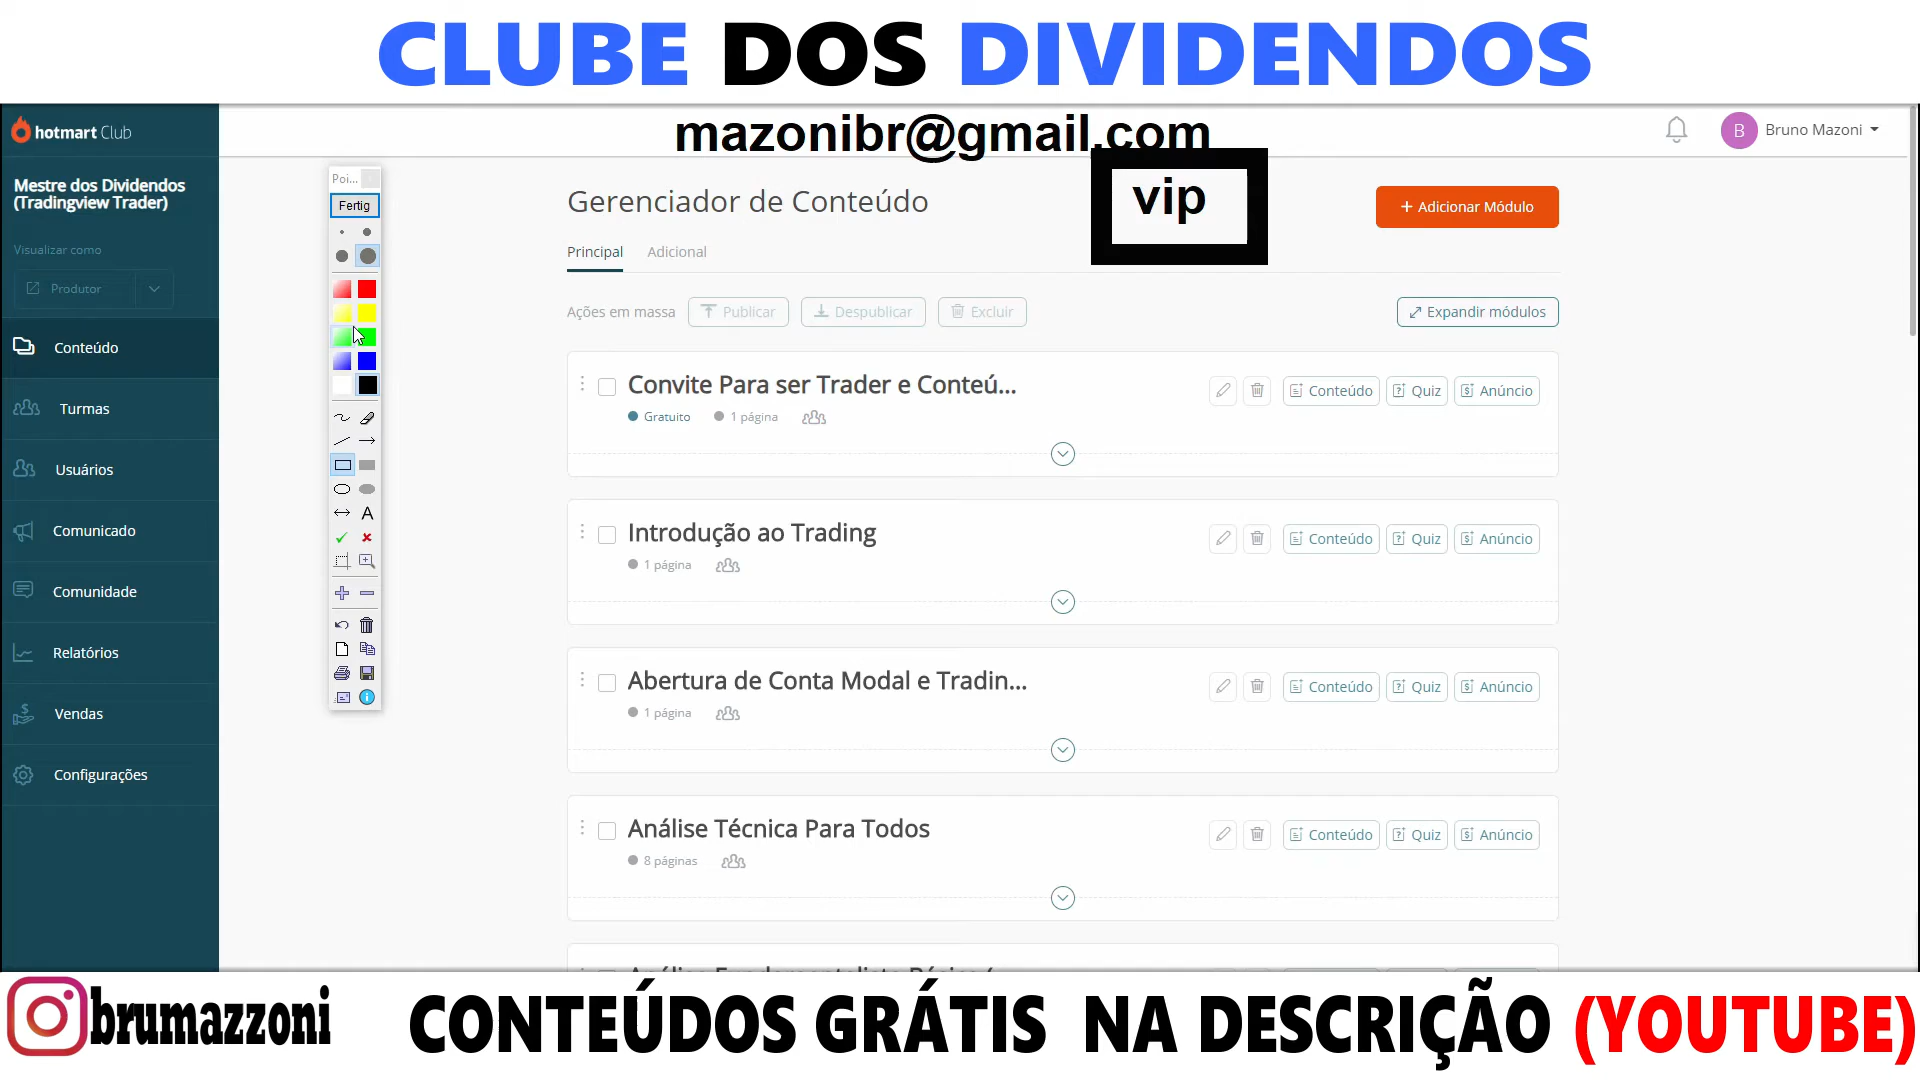 CLUBE DOS DIVIDENDOS
hotmart Club
mazonibr@gmail.com
B Bruno Mazoni
Mestre dos Dividendos
(Tradingview Trader)
Visualizar como
Produtor
Conteúdo
Turmas
Usuários
Comunicado
Comunidade
Relatórios
Vendas
Configurações
Poi...
Fertig
A
Gerenciador de Conteúdo
vip
+ Adicionar Módulo
Principal Adicional
Ações em massa Publicar Despublicar Excluir Expandir módulos
Convite Para ser Trader e Conteú... Conteúdo Quiz Anúncio
Gratuito 1 página
Introdução ao Trading Conteúdo Quiz Anúncio
1 página
Abertura de Conta Modal e Tradin... Conteúdo Quiz Anúncio
1 página
Análise Técnica Para Todos Conteúdo Quiz Anúncio
8 páginas
brumazzoni CONTEÚDOS GRÁTIS NA DESCRIÇÃO (YOUTUBE)